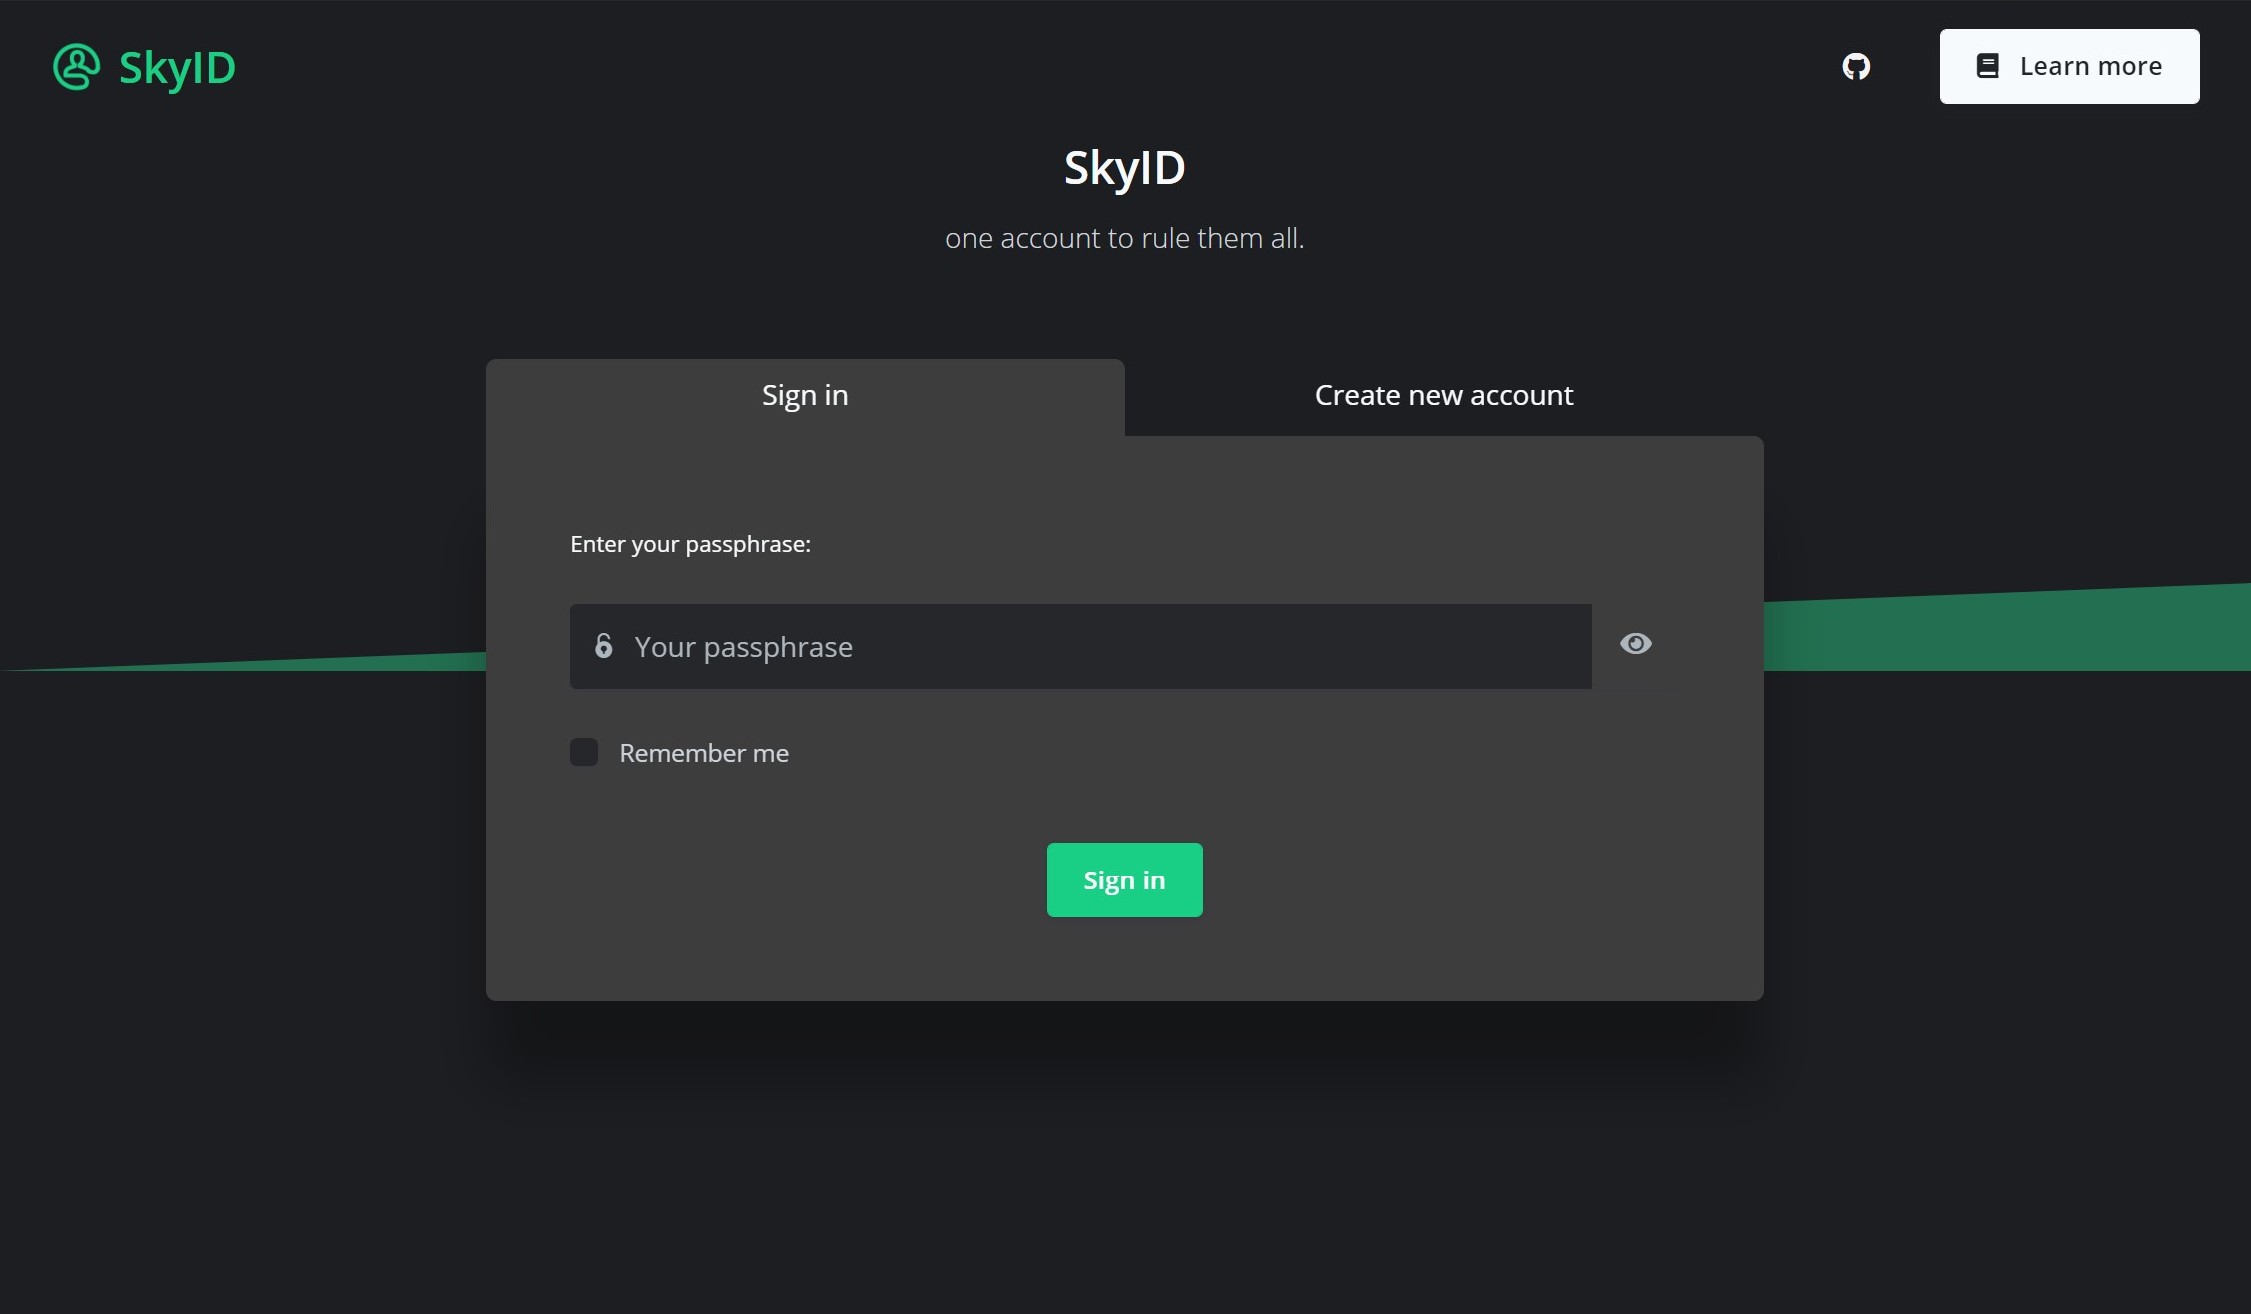 SkyID
Learn more
SkyID
one account to rule them all.
Sign in
Create new account
Enter your passphrase:
Your passphrase
Remember me
Sign in